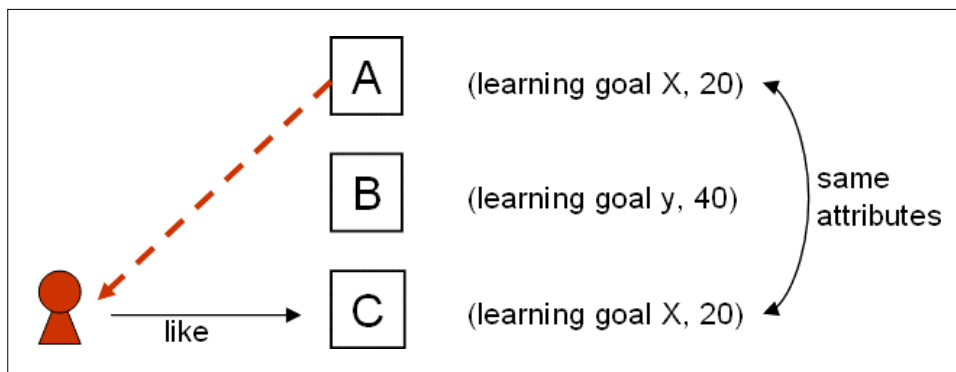 A (learning goal X, 20)
B (learning goal y, 40)
same
attributes
C (learning goal X, 20)
like